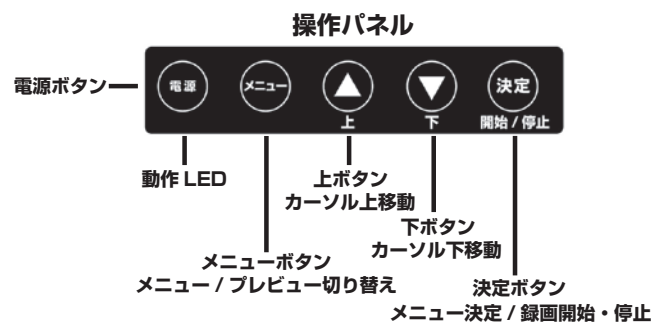 操作パネル
電源ボタン
電源
メニュー
決定
上
下
開始 / 停止
動作 LED
上ボタン
カーソル上移動
下ボタン
カーソル下移動
メニューボタン
メニュー / プレビュー切り替え
決定ボタン
メニュー決定 / 録画開始・停止